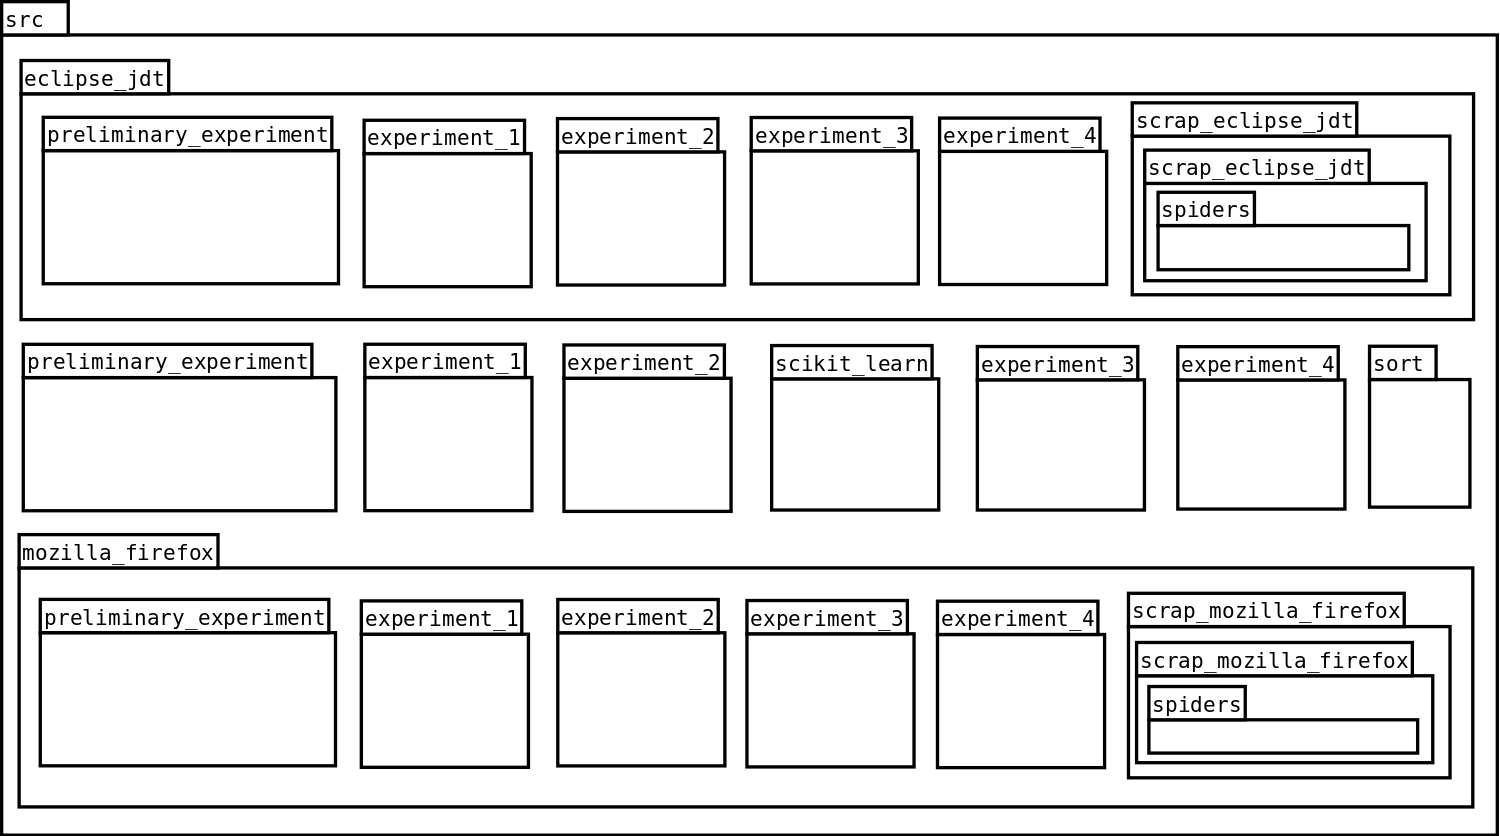 src
eclipse_jdt
preliminary_experiment
experiment_1
experiment_2
experiment_3
experiment_4
scrap_eclipse_jdt
scrap_eclipse_jdt
spiders
preliminary_experiment
experiment_1
experiment_2
scikit_learn
experiment_3
experiment_4
sort
mozilla_firefox
preliminary_experiment
experiment_1
experiment_2
experiment_3
experiment_4
scrap_mozilla_firefox
scrap_mozilla_firefox
spiders